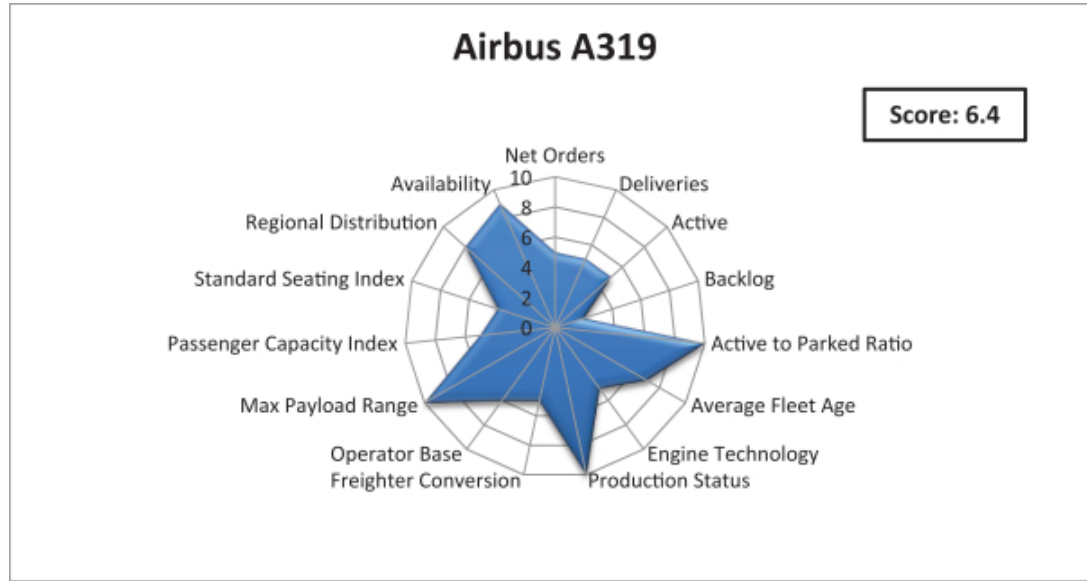 Airbus A319
Score: 6.4
Net Orders
10
Availability
Deliveries
8
Regional Distribution
Active
6
4
Standard Seating Index
Backlog
2
0
Passenger Capacity Index
Active to Parked Ratio
Max Payload Range
Average Fleet Age
Operator Base
Engine Technology
Freighter Conversion
Production Status